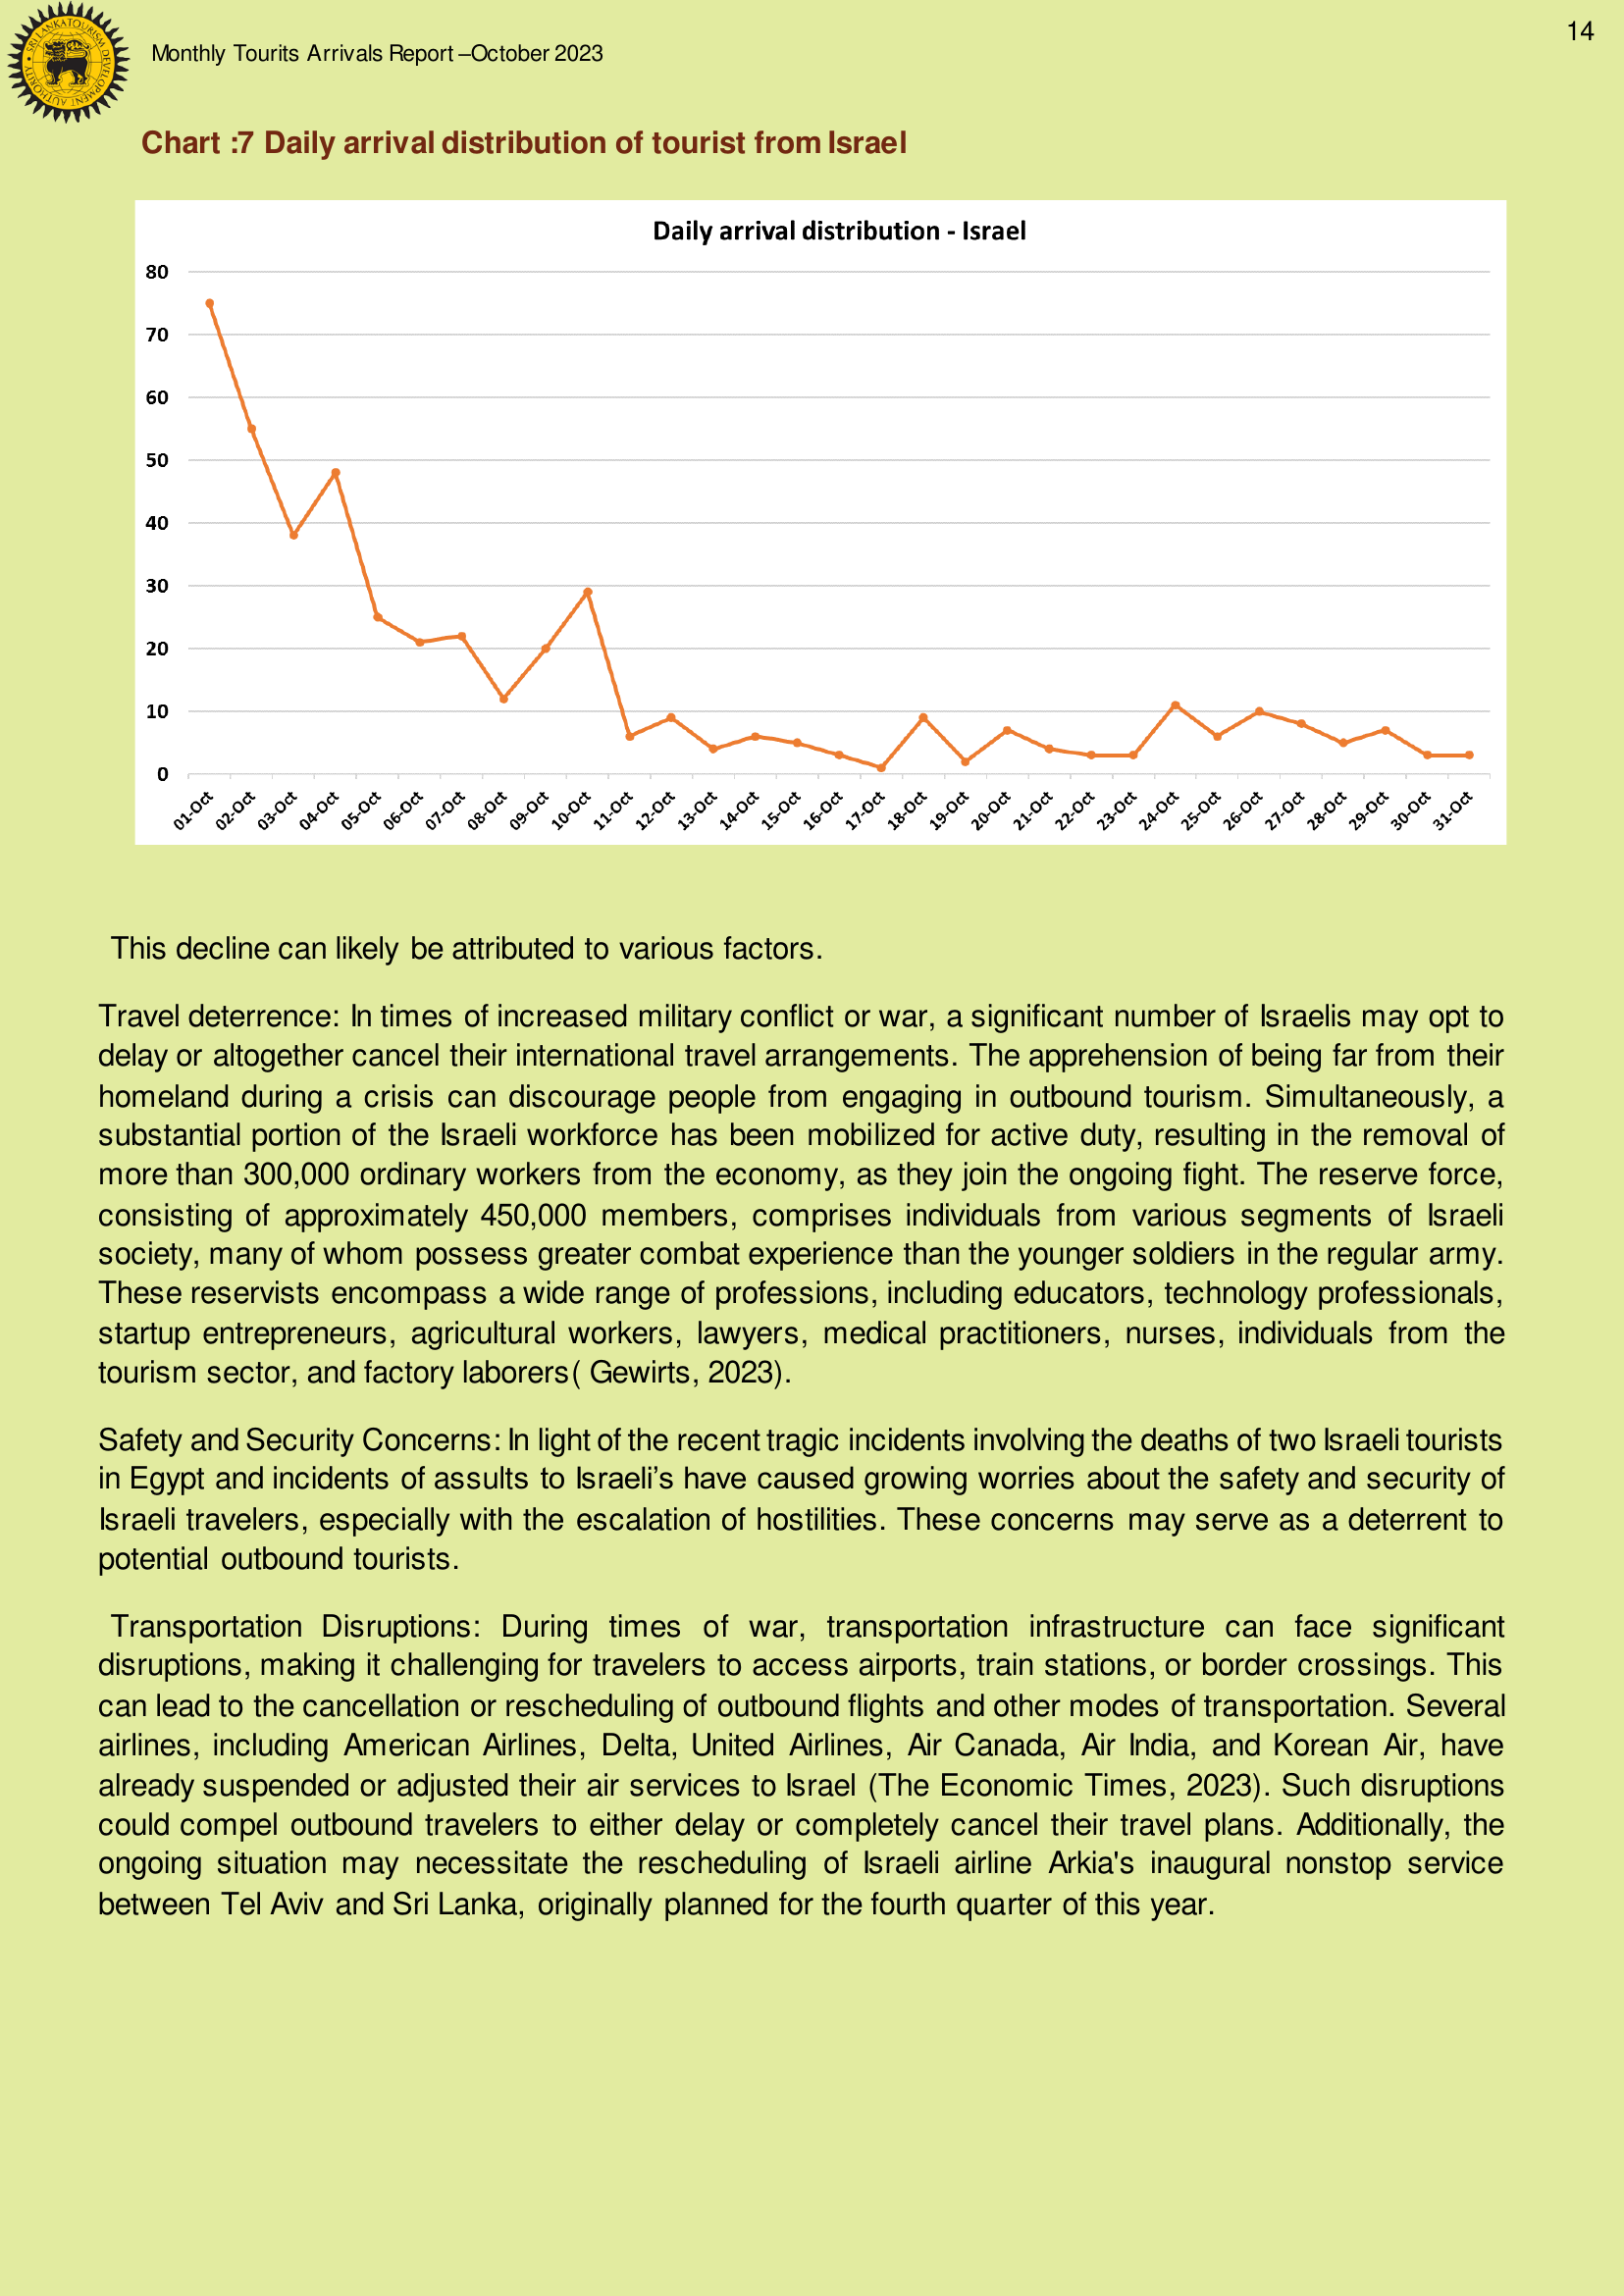 14
SRI LANKA TOURISM DEVELOPMENT AUTHORITY
Monthly Tourits Arrivals Report –October 2023
Chart :7 Daily arrival distribution of tourist from Israel
Daily arrival distribution - Israel
80
70
60
50
40
30
20
10
0
01-Oct 02-Oct 03-Oct 04-Oct 05-Oct 06-Oct 07-Oct 08-Oct 09-Oct 10-Oct 11-Oct 12-Oct 13-Oct 14-Oct 15-Oct 16-Oct 17-Oct 18-Oct 19-Oct 20-Oct 21-Oct 22-Oct 23-Oct 24-Oct 25-Oct 26-Oct 27-Oct 28-Oct 29-Oct 30-Oct 31-Oct
This decline can likely be attributed to various factors.
Travel deterrence: In times of increased military conflict or war, a significant number of Israelis may opt to
delay or altogether cancel their international travel arrangements. The apprehension of being far from their
homeland during a crisis can discourage people from engaging in outbound tourism. Simultaneously, a
substantial portion of the Israeli workforce has been mobilized for active duty, resulting in the removal of
more than 300,000 ordinary workers from the economy, as they join the ongoing fight. The reserve force,
consisting of approximately 450,000 members, comprises individuals from various segments of Israeli
society, many of whom possess greater combat experience than the younger soldiers in the regular army.
These reservists encompass a wide range of professions, including educators, technology professionals,
startup entrepreneurs, agricultural workers, lawyers, medical practitioners, nurses, individuals from the
tourism sector, and factory laborers( Gewirts, 2023).
Safety and Security Concerns: In light of the recent tragic incidents involving the deaths of two Israeli tourists
in Egypt and incidents of assults to Israeli’s have caused growing worries about the safety and security of
Israeli travelers, especially with the escalation of hostilities. These concerns may serve as a deterrent to
potential outbound tourists.
Transportation Disruptions: During times of war, transportation infrastructure can face significant
disruptions, making it challenging for travelers to access airports, train stations, or border crossings. This
can lead to the cancellation or rescheduling of outbound flights and other modes of transportation. Several
airlines, including American Airlines, Delta, United Airlines, Air Canada, Air India, and Korean Air, have
already suspended or adjusted their air services to Israel (The Economic Times, 2023). Such disruptions
could compel outbound travelers to either delay or completely cancel their travel plans. Additionally, the
ongoing situation may necessitate the rescheduling of Israeli airline Arkia's inaugural nonstop service
between Tel Aviv and Sri Lanka, originally planned for the fourth quarter of this year.